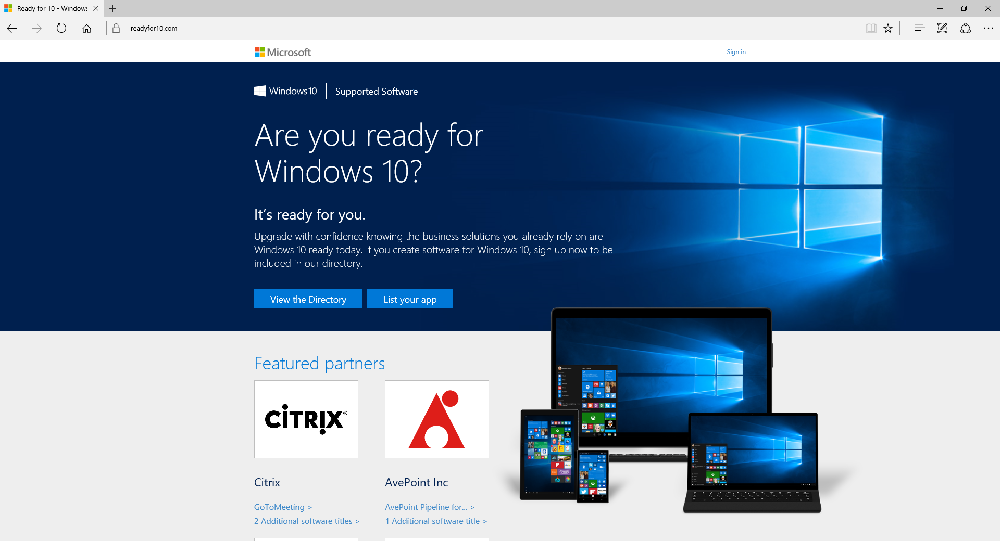 Ready for 10 - Windows
readyfor10.com
Microsoft
Sign in
Windows 10
Supported Software
Are you ready for
Windows 10?
It’s ready for you.
Upgrade with confidence knowing the business solutions you already rely on are
Windows 10 ready today. If you create software for Windows 10, sign up now to be
included in our directory.
View the Directory
List your app
Featured partners
CiTRIX®
Citrix
GoToMeeting >
2 Additional software titles >
AvePoint Inc
AvePoint Pipeline for... >
1 Additional software title >